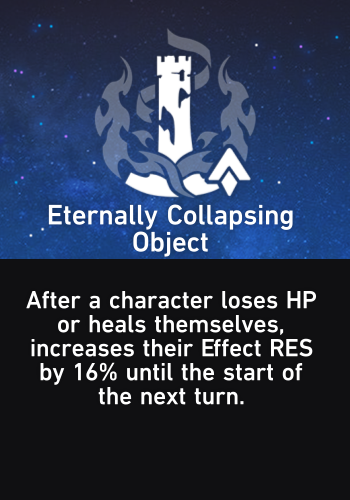 Eternally Collapsing
Object
After a character loses HP
or heals themselves,
increases their Effect RES
by 16% until the start of
the next turn.